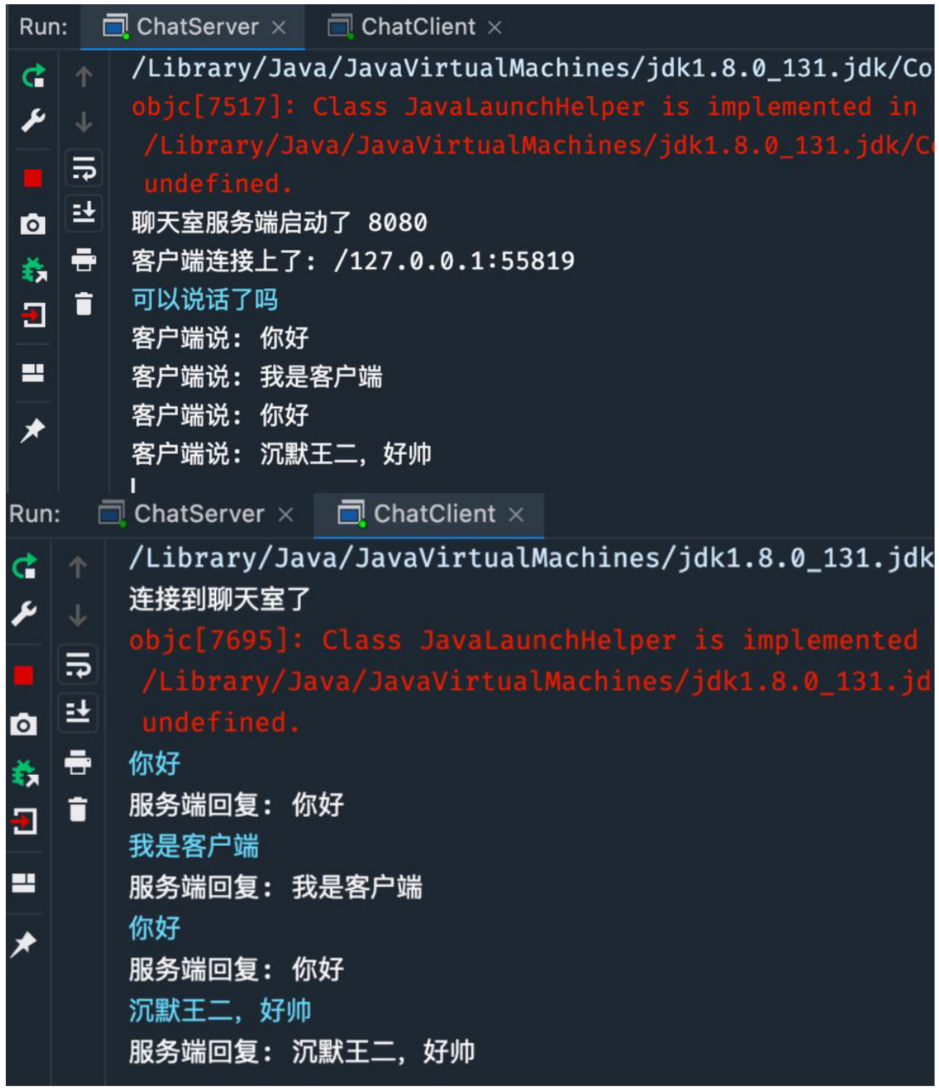 Run: ChatServer × ChatClient ×
/Library/Java/JavaVirtualMachines/jdk1.8.0_131.jdk/Co
objc[7517]: Class JavaLaunchHelper is implemented in
/Library/Java/JavaVirtualMachines/jdk1.8.0_131.jdk/C
undefined.
聊天室服务端启动了 8080
客户端连接上了: /127.0.0.1:55819
可以说话了吗
客户端说: 你好
客户端说: 我是客户端
客户端说: 你好
客户端说: 沉默王二, 好帅
Run: ChatServer × ChatClient ×
/Library/Java/JavaVirtualMachines/jdk1.8.0_131.jdk
连接到聊天室了
objc[7695]: Class JavaLaunchHelper is implemented
/Library/Java/JavaVirtualMachines/jdk1.8.0_131.jd
undefined.
你好
服务端回复: 你好
我是客户端
服务端回复: 我是客户端
你好
服务端回复: 你好
沉默王二, 好帅
服务端回复: 沉默王二, 好帅